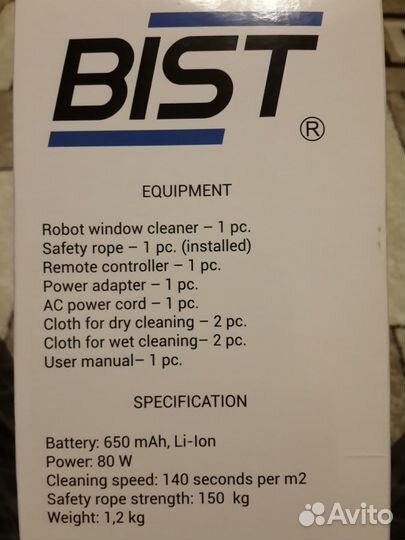 BIST
®
EQUIPMENT
Robot window cleaner – 1 pc.
Safety rope – 1 pc. (installed)
Remote controller – 1 pc.
Power adapter – 1 pc.
AC power cord – 1 pc.
Cloth for dry cleaning – 2 pc.
Cloth for wet cleaning– 2 pc.
User manual– 1 pc.
SPECIFICATION
Battery: 650 mAh, Li-Ion
Power: 80 W
Cleaning speed: 140 seconds per m2
Safety rope strength: 150 kg
Weight: 1,2 kg
Avito